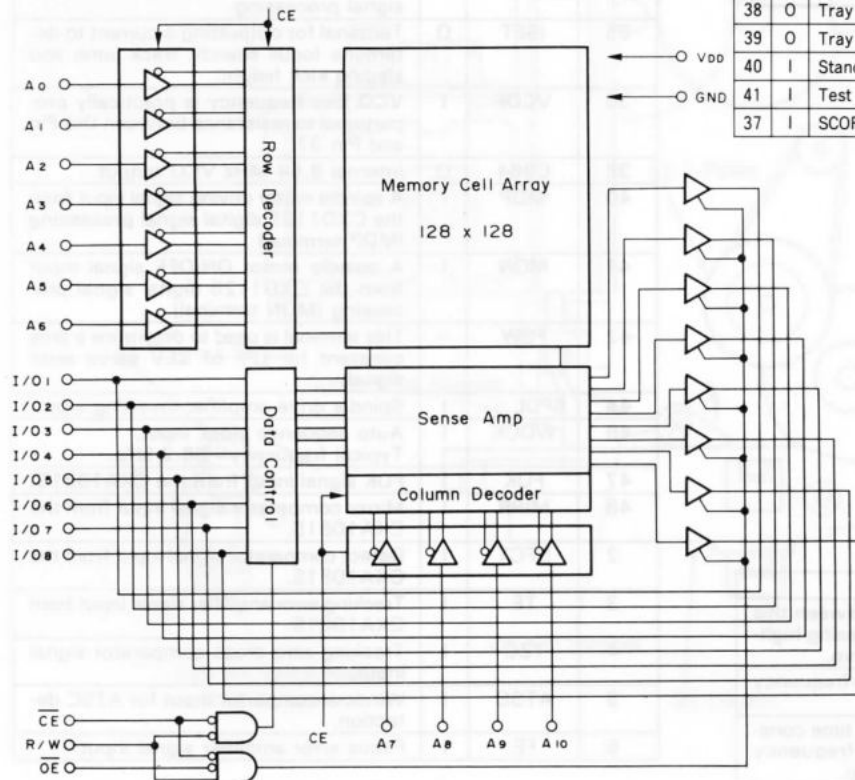 CE
A0
A1
A2
A3
A4
A5
A6
Row Decoder
Memory Cell Array
128 x 128
VDD
GND
38 O Tray
39 O Tray
40 I
41 I Test
37 I
I/O1
I/O2
I/O3
I/O4
I/O5
I/O6
I/O7
I/O8
Data Control
Sense Amp
Column Decoder
CE
R/W
OE
CE
A7
A8
A9
A10